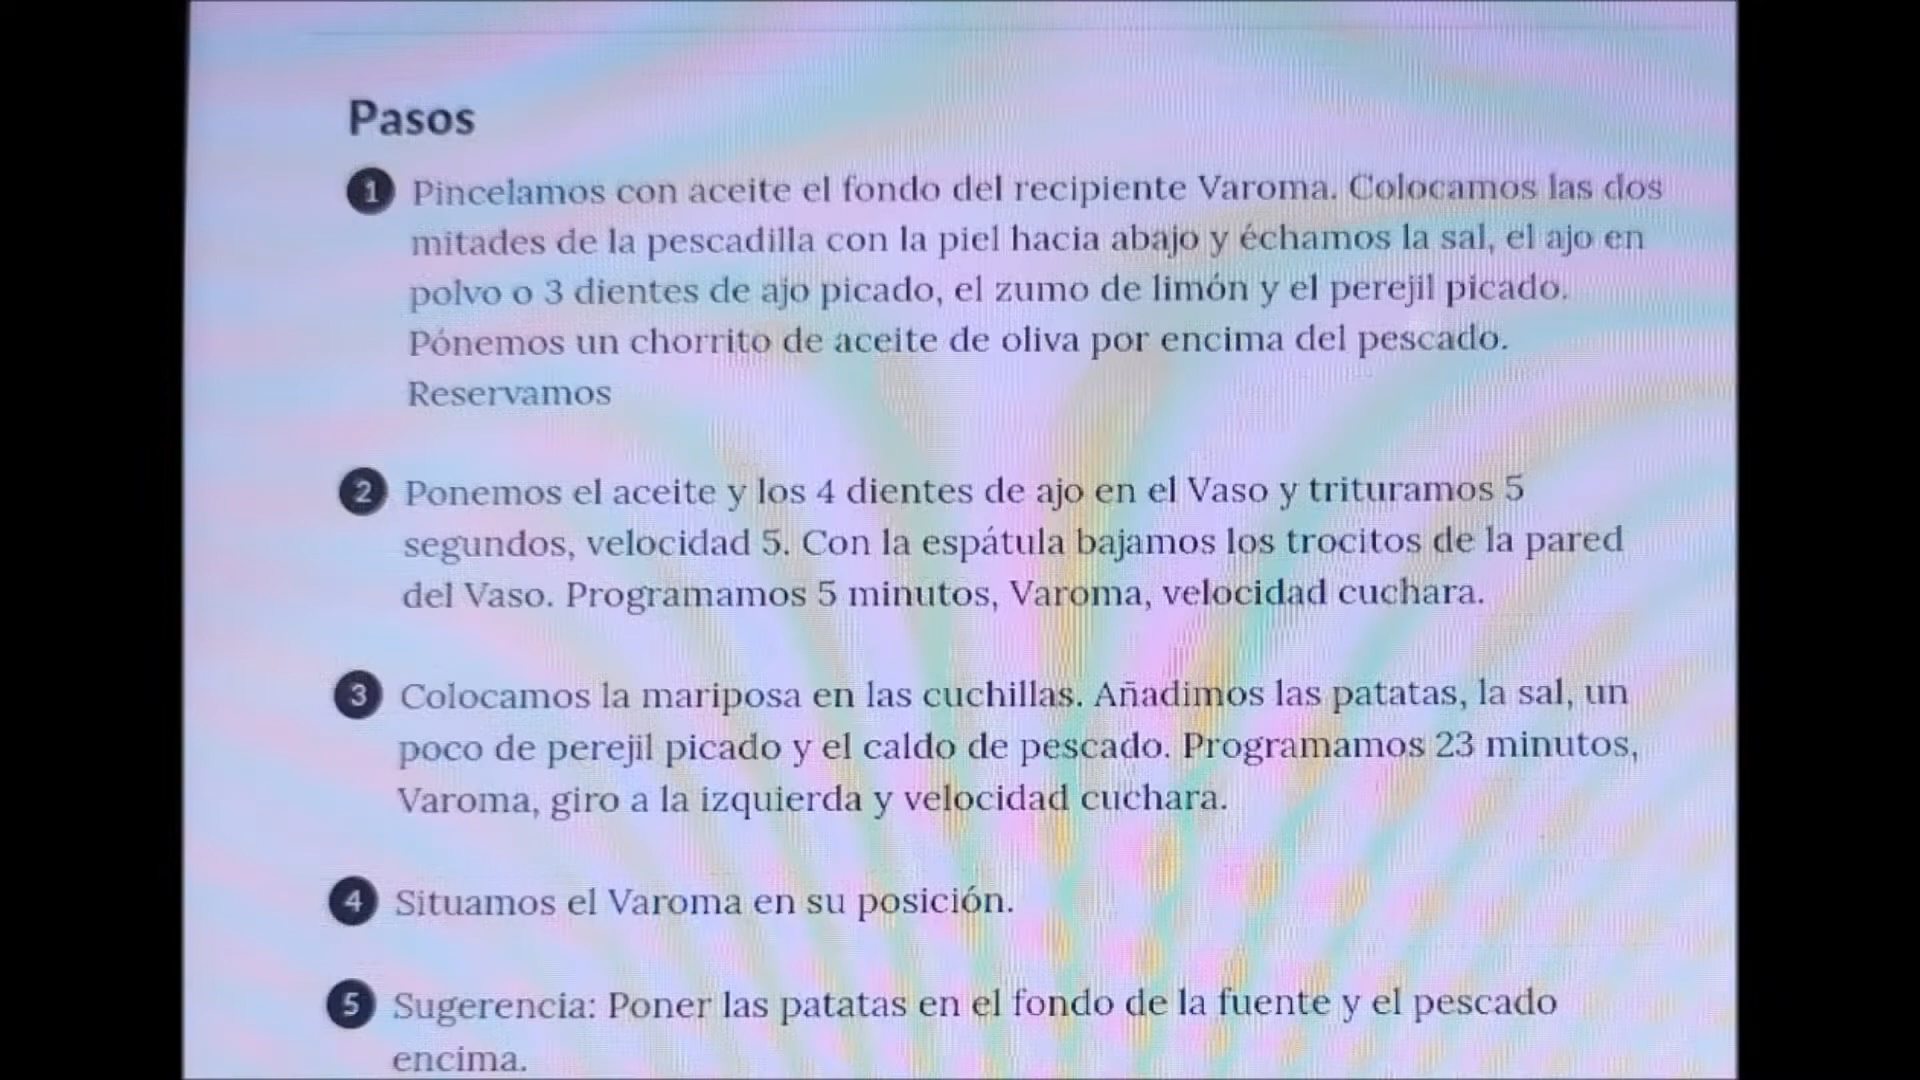 Pasos
1 Pincelamos con aceite el fondo del recipiente Varoma. Colocamos las dos
mitades de la pescadilla con la piel hacia abajo y échamos la sal, el ajo en
polvo o 3 dientes de ajo picado, el zumo de limón y el perejil picado.
Pónemos un chorrito de aceite de oliva por encima del pescado.
Reservamos
2 Ponemos el aceite y los 4 dientes de ajo en el Vaso y trituramos 5
segundos, velocidad 5. Con la espátula bajamos los trocitos de la pared
del Vaso. Programamos 5 minutos, Varoma, velocidad cuchara.
3 Colocamos la mariposa en las cuchillas. Añadimos las patatas, la sal, un
poco de perejil picado y el caldo de pescado. Programamos 23 minutos,
Varoma, giro a la izquierda y velocidad cuchara.
4 Situamos el Varoma en su posición.
5 Sugerencia: Poner las patatas en el fondo de la fuente y el pescado
encima.